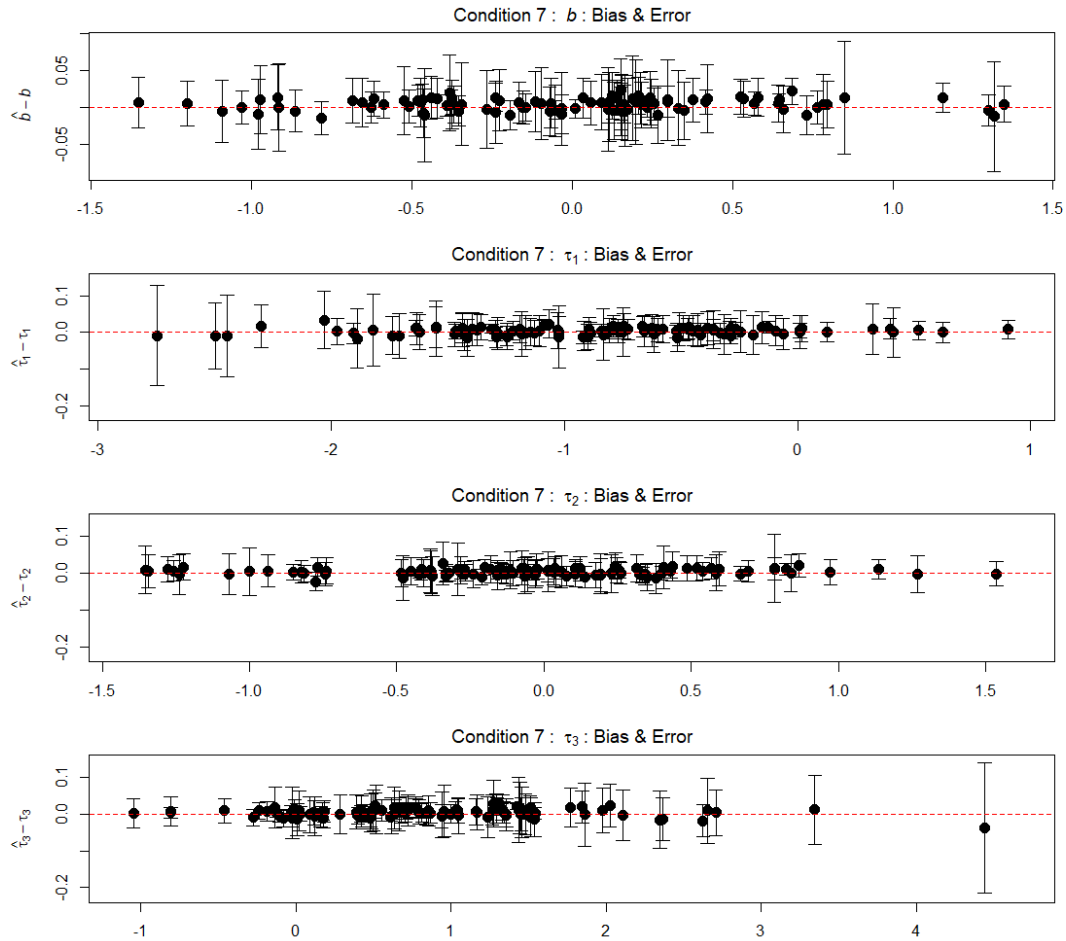 Condition 7 : b : Bias & Error
b̂ − b
0.05
-0.05
-1.5 -1.0 -0.5 0.0 0.5 1.0 1.5
Condition 7 : τ₁ : Bias & Error
τ̂₁ − τ₁
0.1
0.0
-0.2
-3 -2 -1 0 1
Condition 7 : τ₂ : Bias & Error
τ̂₂ − τ₂
0.1
0.0
-0.2
-1.5 -1.0 -0.5 0.0 0.5 1.0 1.5
Condition 7 : τ₃ : Bias & Error
τ̂₃ − τ₃
0.1
0.0
-0.2
-1 0 1 2 3 4